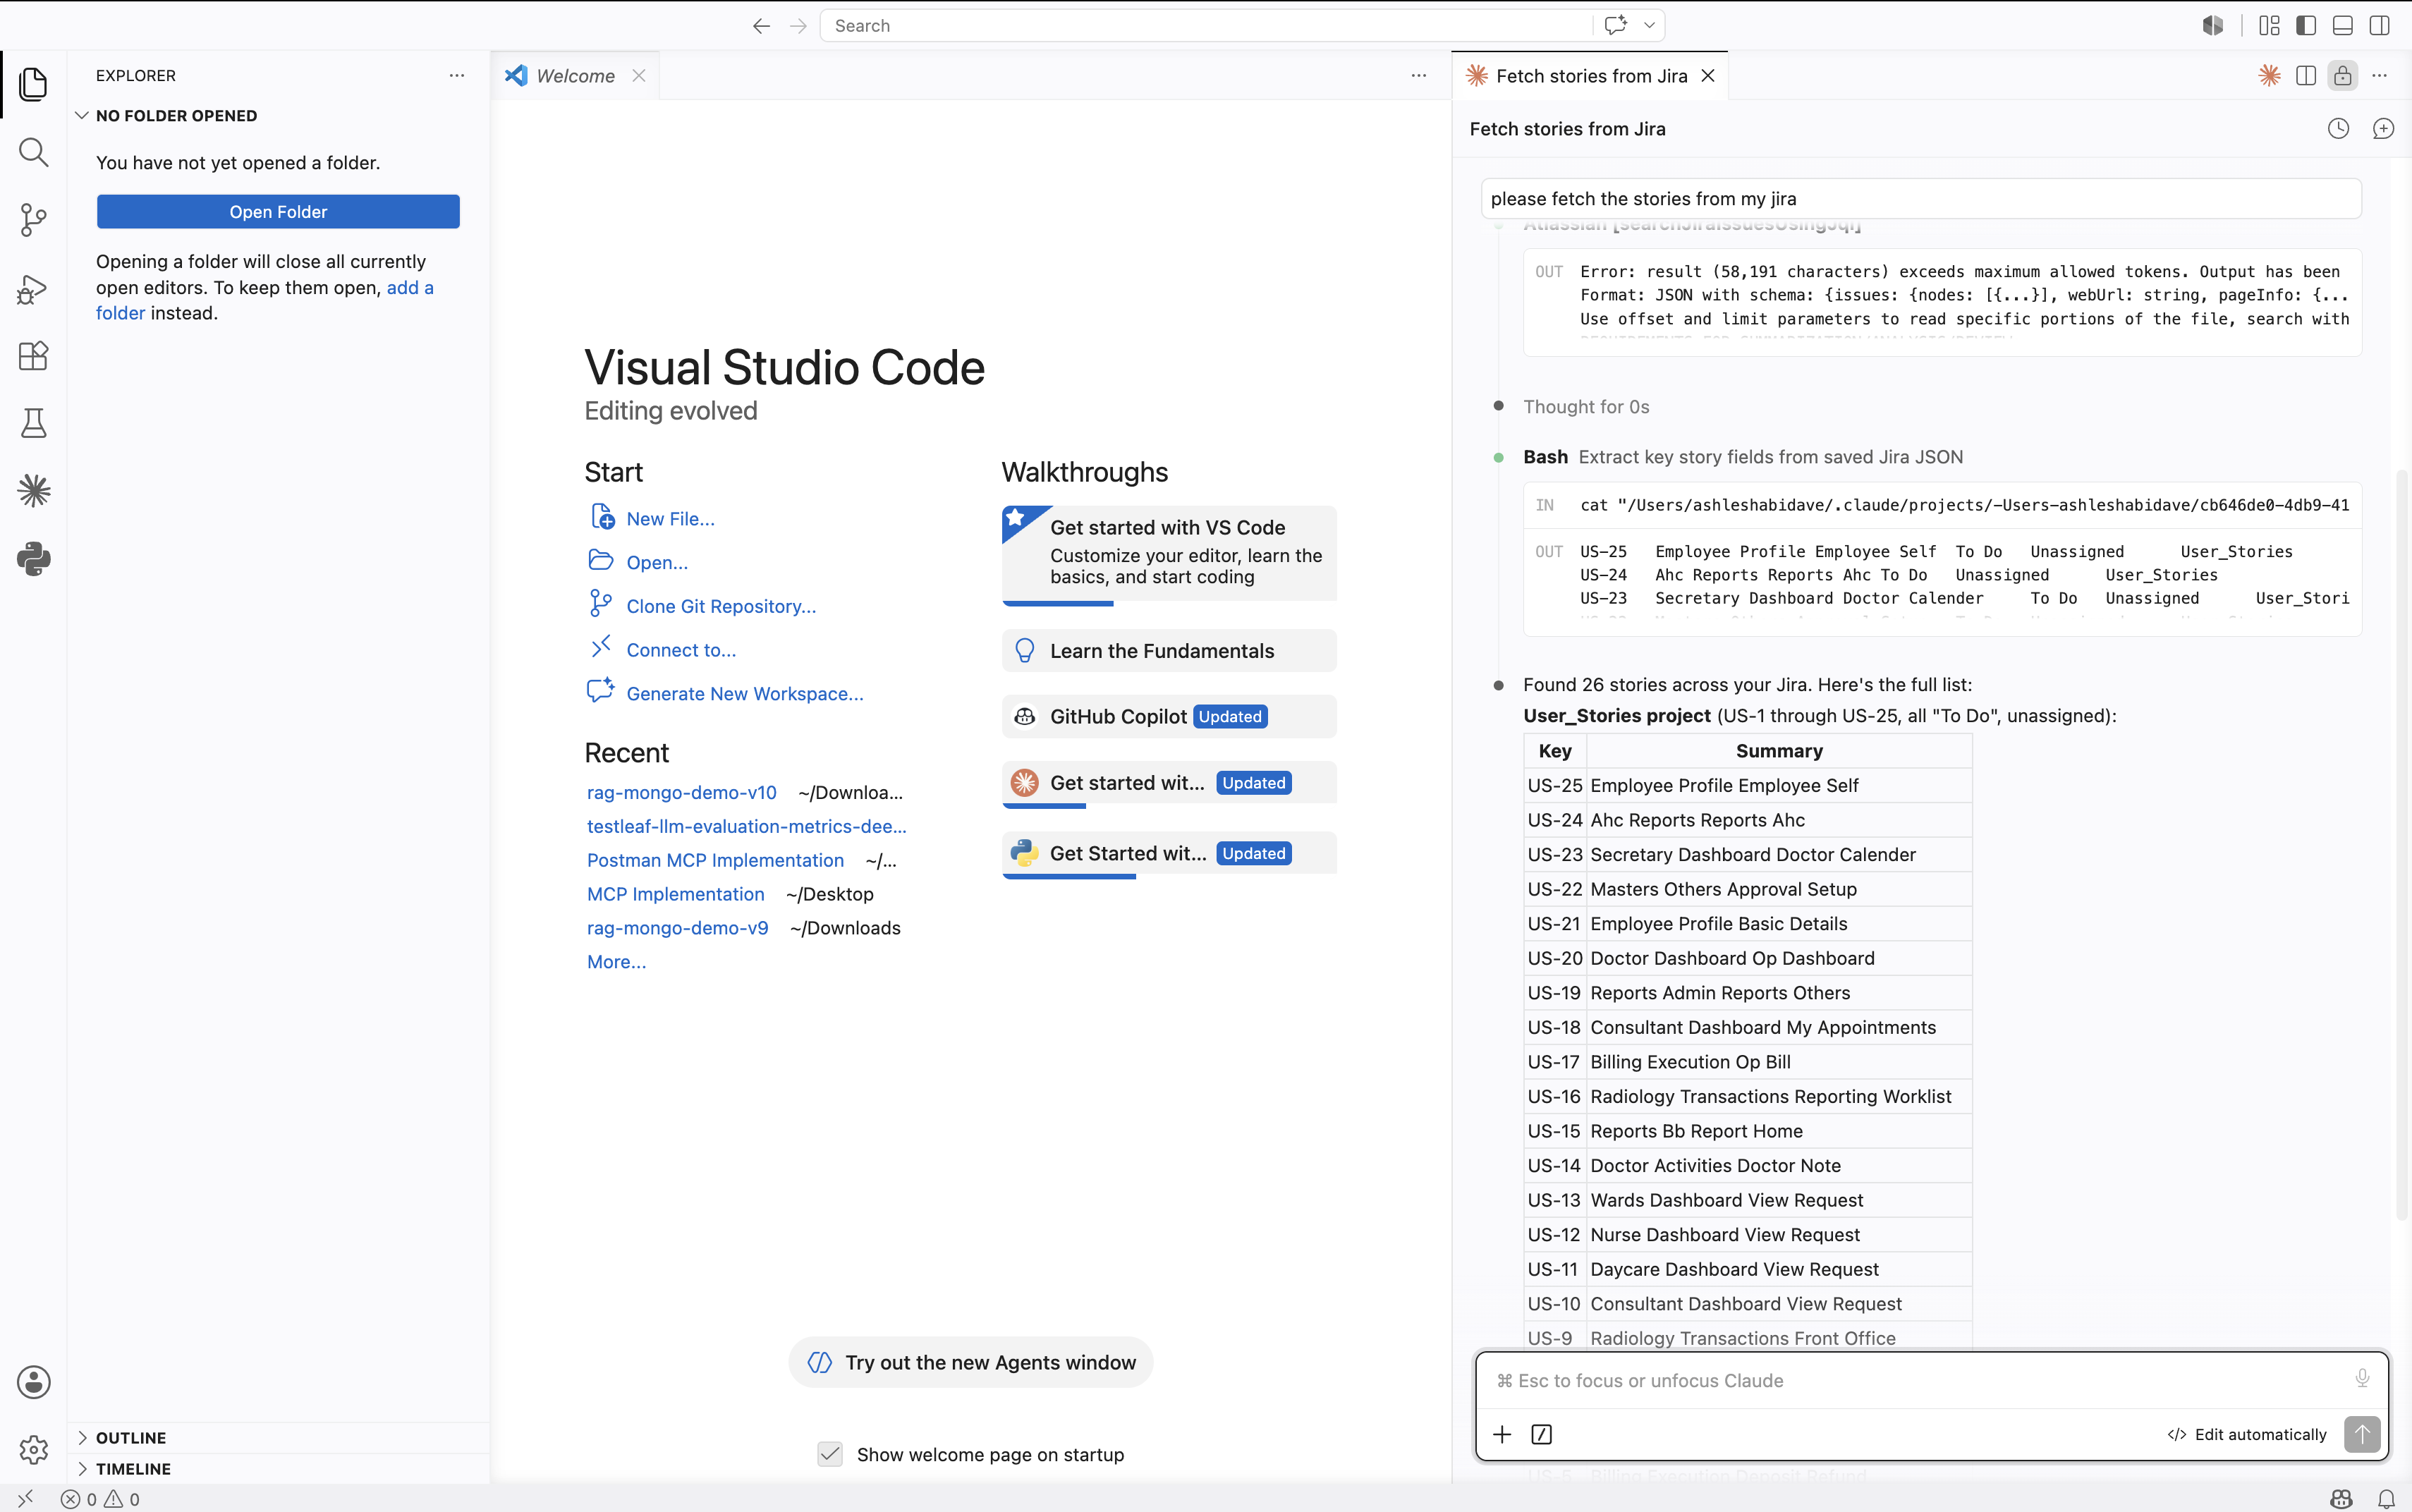 Search
EXPLORER
NO FOLDER OPENED
You have not yet opened a folder.
Open Folder
Opening a folder will close all currently
open editors. To keep them open, add a
folder instead.
OUTLINE
TIMELINE
Welcome
Visual Studio Code
Editing evolved
Start
New File...
Open...
Clone Git Repository...
Connect to...
Generate New Workspace...
Recent
rag-mongo-demo-v10 ~/Downloa...
testleaf-llm-evaluation-metrics-dee...
Postman MCP Implementation ~/...
MCP Implementation ~/Desktop
rag-mongo-demo-v9 ~/Downloads
More...
Walkthroughs
Get started with VS Code
Customize your editor, learn the
basics, and start coding
Learn the Fundamentals
GitHub Copilot Updated
Get started wit... Updated
Get Started wit... Updated
Try out the new Agents window
Show welcome page on startup
Fetch stories from Jira
Fetch stories from Jira
please fetch the stories from my jira
Atlassian [searchJiraIssuesUsingJql]
OUT Error: result (58,191 characters) exceeds maximum allowed tokens. Output has been
Format: JSON with schema: {issues: {nodes: [{...}], webUrl: string, pageInfo: {...
Use offset and limit parameters to read specific portions of the file, search with
Thought for 0s
Bash Extract key story fields from saved Jira JSON
IN cat "/Users/ashleshabidave/.claude/projects/-Users-ashleshabidave/cb646de0-4db9-41
OUT US-25 Employee Profile Employee Self To Do Unassigned User_Stories
US-24 Ahc Reports Reports Ahc To Do Unassigned User_Stories
US-23 Secretary Dashboard Doctor Calender To Do Unassigned User_Stori
Found 26 stories across your Jira. Here's the full list:
User_Stories project (US-1 through US-25, all "To Do", unassigned):
Key Summary
US-25 Employee Profile Employee Self
US-24 Ahc Reports Reports Ahc
US-23 Secretary Dashboard Doctor Calender
US-22 Masters Others Approval Setup
US-21 Employee Profile Basic Details
US-20 Doctor Dashboard Op Dashboard
US-19 Reports Admin Reports Others
US-18 Consultant Dashboard My Appointments
US-17 Billing Execution Op Bill
US-16 Radiology Transactions Reporting Worklist
US-15 Reports Bb Report Home
US-14 Doctor Activities Doctor Note
US-13 Wards Dashboard View Request
US-12 Nurse Dashboard View Request
US-11 Daycare Dashboard View Request
US-10 Consultant Dashboard View Request
US-9 Radiology Transactions Front Office
⌘ Esc to focus or unfocus Claude
</> Edit automatically
US-5 Billing Execution Deposit Refund
0 0